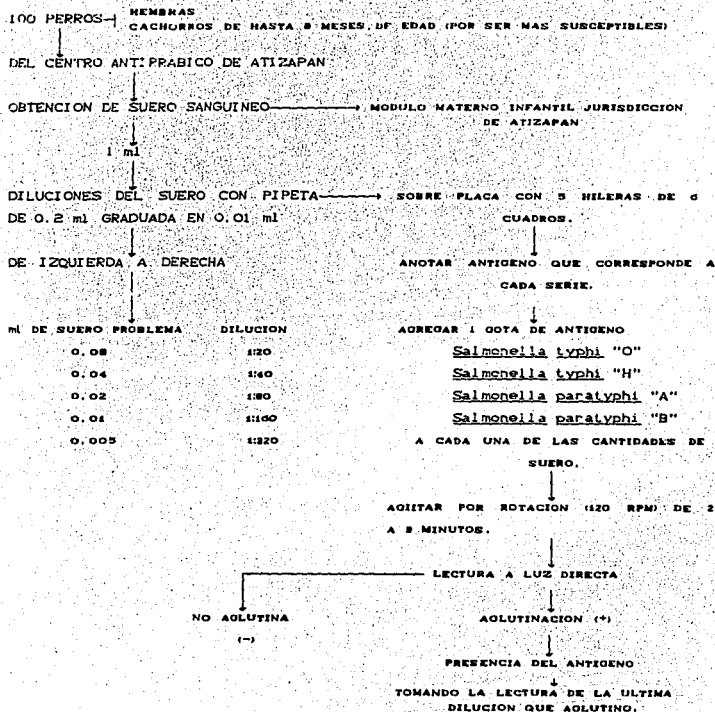 HEMBRAS
100 PERROS
CACHORROS DE HASTA MESES DE EDAD (POR SER MAS SUSCEPTIBLES)
DEL CENTRO ANTIRRABICO DE ATIZAPAN
OBTENCION DE SUERO SANGUINEO
MODULO MATERNO INFANTIL JURISDICCION
DE ATIZAPAN
1 ml
DILUCIONES DEL SUERO CON PIPETA
DE 0.2 ml GRADUADA EN 0.01 ml
SOBRE PLACA CON 5 HILERAS DE 6
CUADROS.
DE IZQUIERDA A DERECHA
ANOTAR ANTIGENO QUE CORRESPONDE A
CADA SERIE.
ml DE SUERO PROBLEMA DILUCION
0.08 1:20
0.04 1:40
0.02 1:80
0.01 1:160
0.005 1:320
AGREGAR 1 GOTA DE ANTIGENO
Salmonella typhi "O"
Salmonella typhi "H"
Salmonella paratyphi "A"
Salmonella paratyphi "B"
A CADA UNA DE LAS CANTIDADES DE
SUERO.
AGIITAR POR ROTACION (120 RPM) DE 2
A MINUTOS.
LECTURA A LUZ DIRECTA
NO AGLUTINA
(-)
AGLUTINACION (+)
PRESENCIA DEL ANTIGENO
TOMANDO LA LECTURA DE LA ULTIMA
DILUCION QUE AGLUTINO.